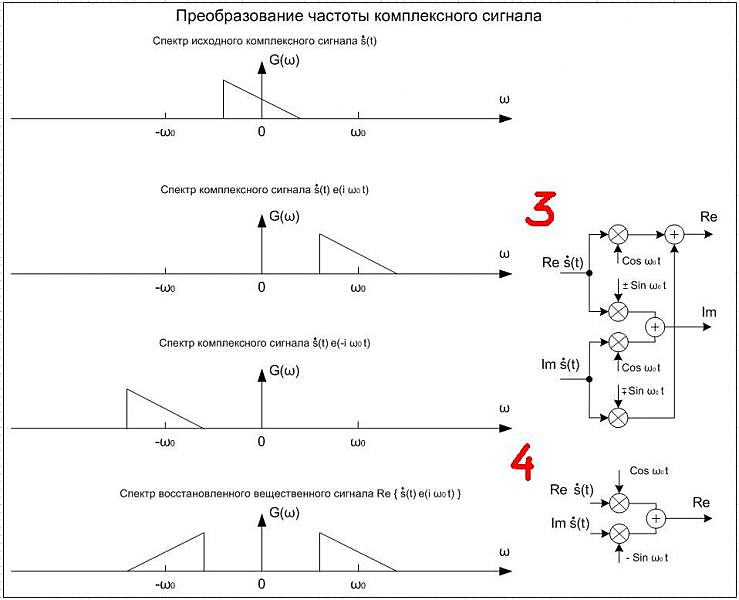 Преобразование частоты комплексного сигнала
Спектр исходного комплексного сигнала ṡ(t)
G(ω)
ω
-ω₀ 0 ω₀
Спектр комплексного сигнала ṡ(t) e(i ω₀ t)
G(ω)
ω
-ω₀ 0 ω₀
3
Re
Cos ω₀ t
Re ṡ(t)
± Sin ω₀ t
Im
Im ṡ(t)
Cos ω₀ t
∓ Sin ω₀ t
Спектр комплексного сигнала ṡ(t) e(-i ω₀ t)
G(ω)
ω
-ω₀ 0 ω₀
4
Cos ω₀ t
Re ṡ(t)
Re
Im ṡ(t)
- Sin ω₀ t
Спектр восстановленного вещественного сигнала Re { ṡ(t) e(i ω₀ t) }
G(ω)
ω
-ω₀ 0 ω₀